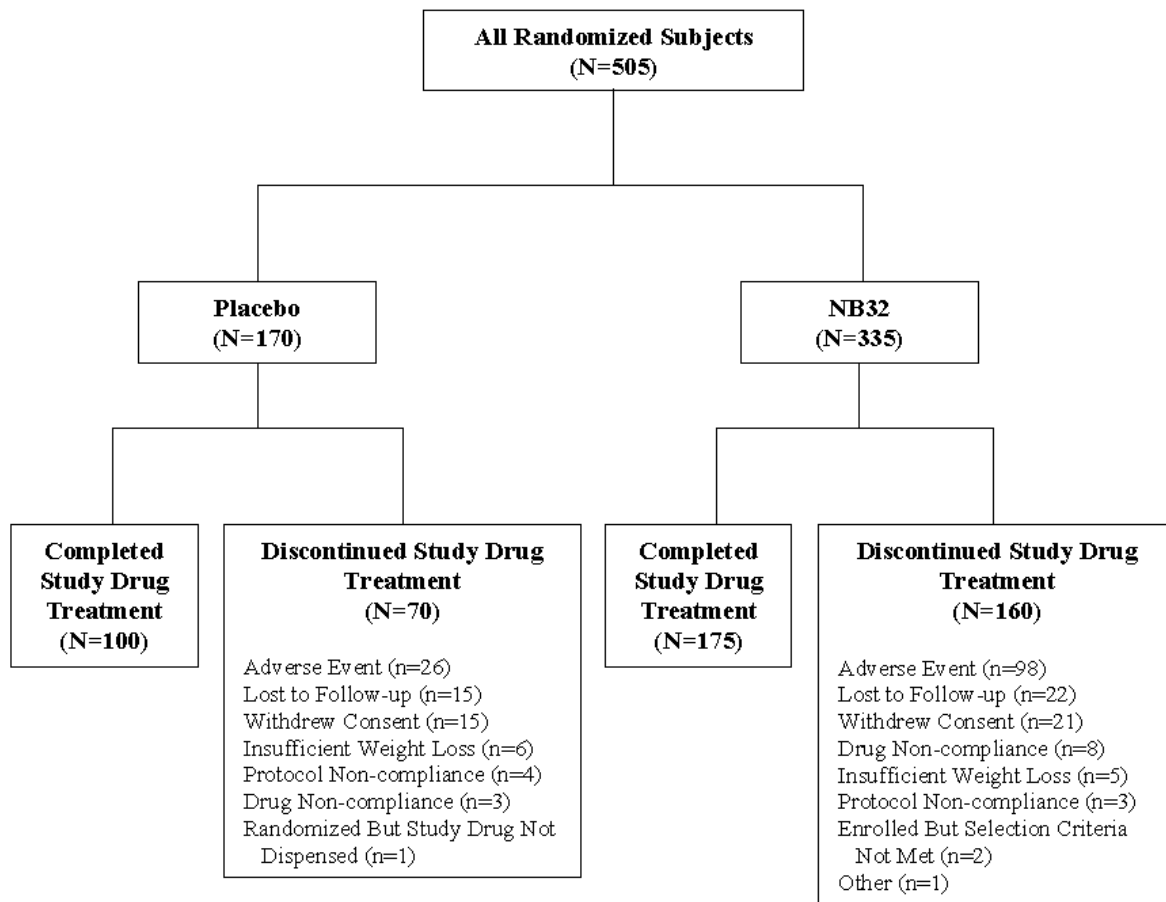 All Randomized Subjects
(N=505)
Placebo
(N=170)
NB32
(N=335)
Completed
Study Drug
Treatment
(N=100)
Discontinued Study Drug
Treatment
(N=70)
Adverse Event (n=26)
Lost to Follow-up (n=15)
Withdrew Consent (n=15)
Insufficient Weight Loss (n=6)
Protocol Non-compliance (n=4)
Drug Non-compliance (n=3)
Randomized But Study Drug Not
Dispensed (n=1)
Completed
Study Drug
Treatment
(N=175)
Discontinued Study Drug
Treatment
(N=160)
Adverse Event (n=98)
Lost to Follow-up (n=22)
Withdrew Consent (n=21)
Drug Non-compliance (n=8)
Insufficient Weight Loss (n=5)
Protocol Non-compliance (n=3)
Enrolled But Selection Criteria
Not Met (n=2)
Other (n=1)